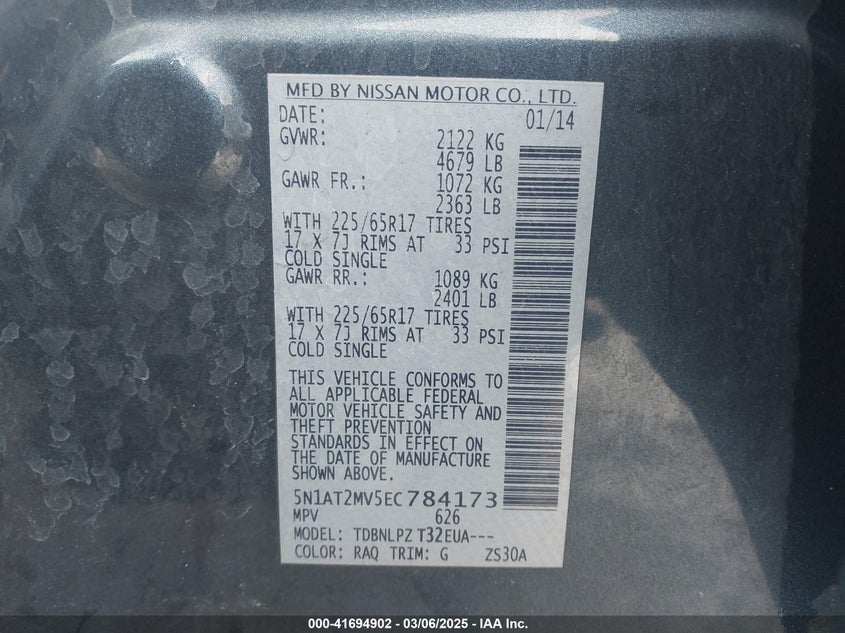 MFD BY NISSAN MOTOR CO., LTD.
DATE: 01/14
GVWR: 2122 KG
4679 LB
GAWR FR.: 1072 KG
2363 LB
WITH 225/65R17 TIRES
17 X 7J RIMS AT 33 PSI
COLD SINGLE
GAWR RR.: 1089 KG
2401 LB
WITH 225/65R17 TIRES
17 X 7J RIMS AT 33 PSI
COLD SINGLE
THIS VEHICLE CONFORMS TO
ALL APPLICABLE FEDERAL
MOTOR VEHICLE SAFETY AND
THEFT PREVENTION
STANDARDS IN EFFECT ON
THE DATE OF MANUFACTURE
SHOWN ABOVE.
5N1AT2MV5EC784173
MPV 626
MODEL: TDBNLPZ T32EUA---
COLOR: RAQ TRIM: G ZS30A
000-41694902 - 03/06/2025 - IAA Inc.